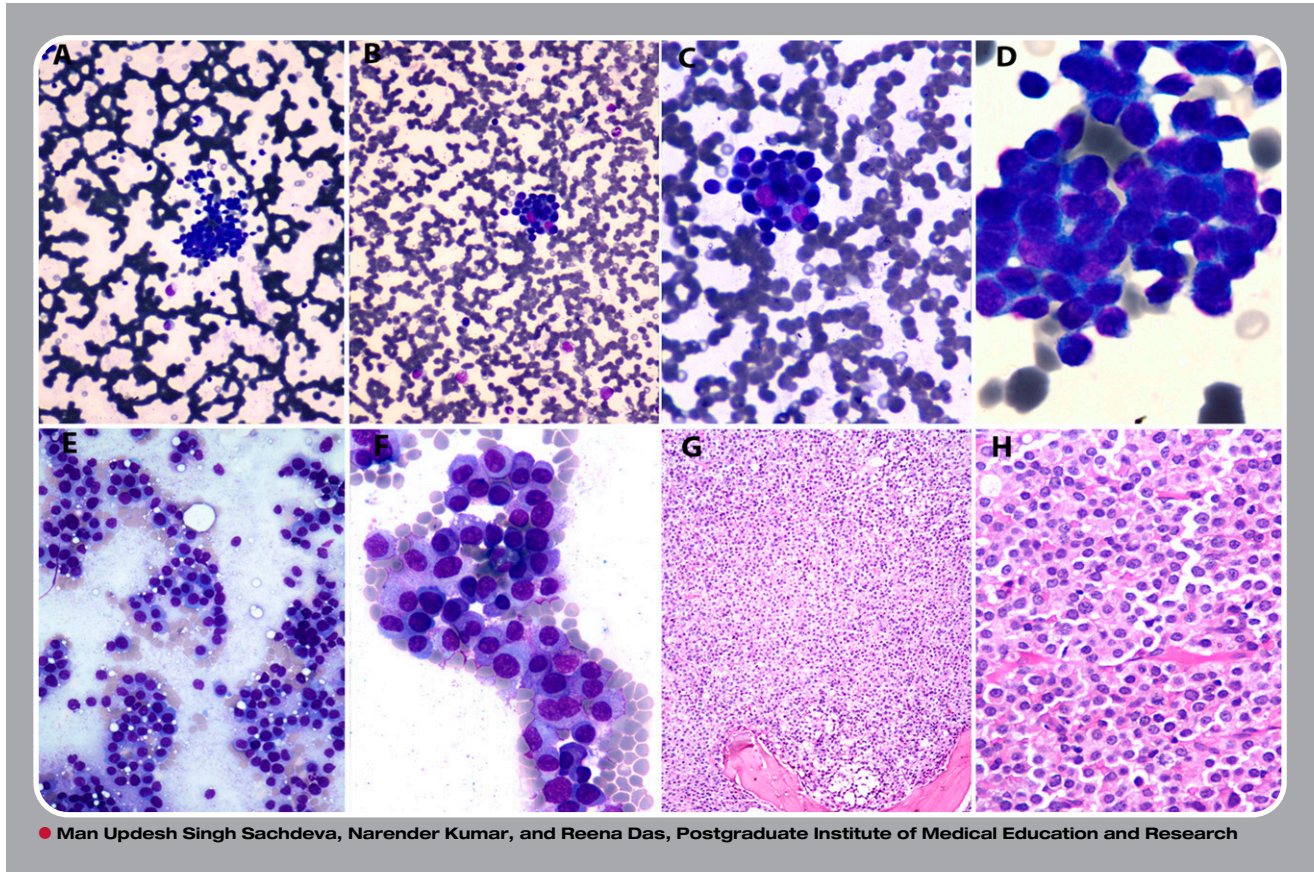 A
B
C
D
E
F
G
H
Man Updesh Singh Sachdeva, Narender Kumar, and Reena Das, Postgraduate Institute of Medical Education and Research